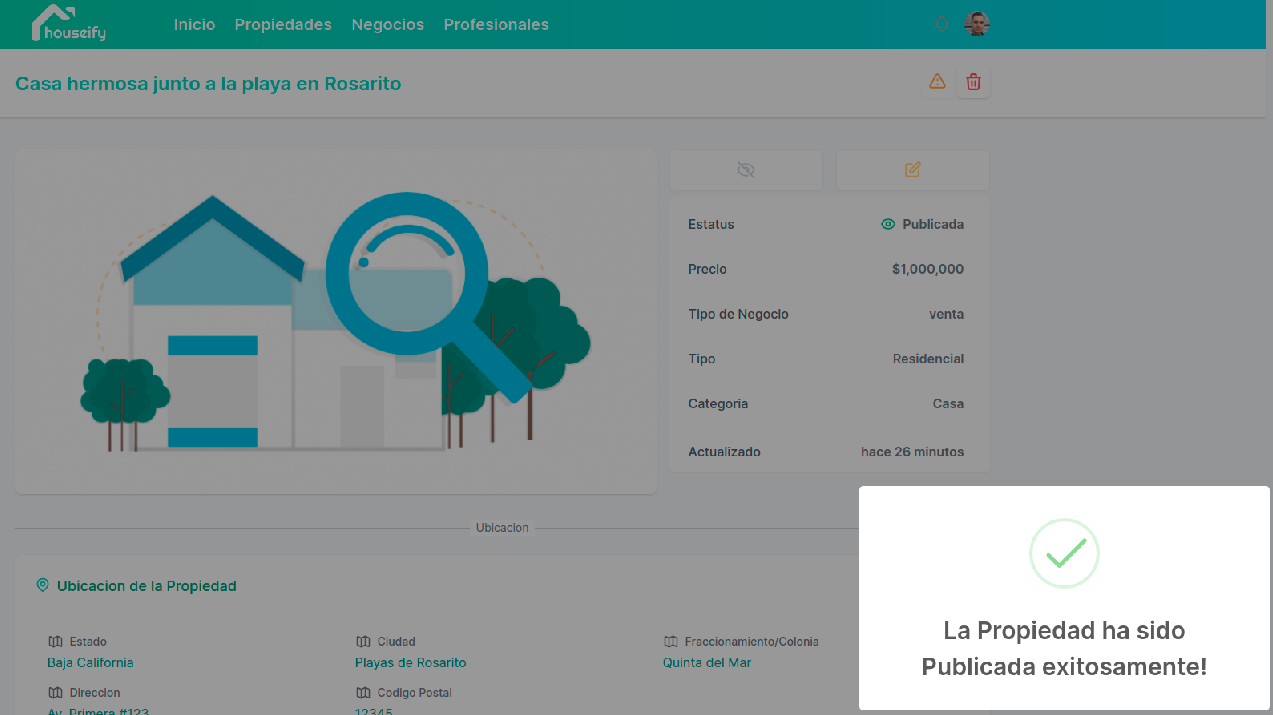 houseify
Inicio Propiedades Negocios Profesionales
Casa hermosa junto a la playa en Rosarito
Estatus Publicada
Precio $1,000,000
Tipo de Negocio venta
Tipo Residencial
Categoria Casa
Actualizado hace 26 minutos
Ubicacion
Ubicacion de la Propiedad
Estado Ciudad Fraccionamiento/Colonia
Baja California Playas de Rosarito Quinta del Mar
Direccion Codigo Postal
Av. Primera #123 12345
La Propiedad ha sido
Publicada exitosamente!